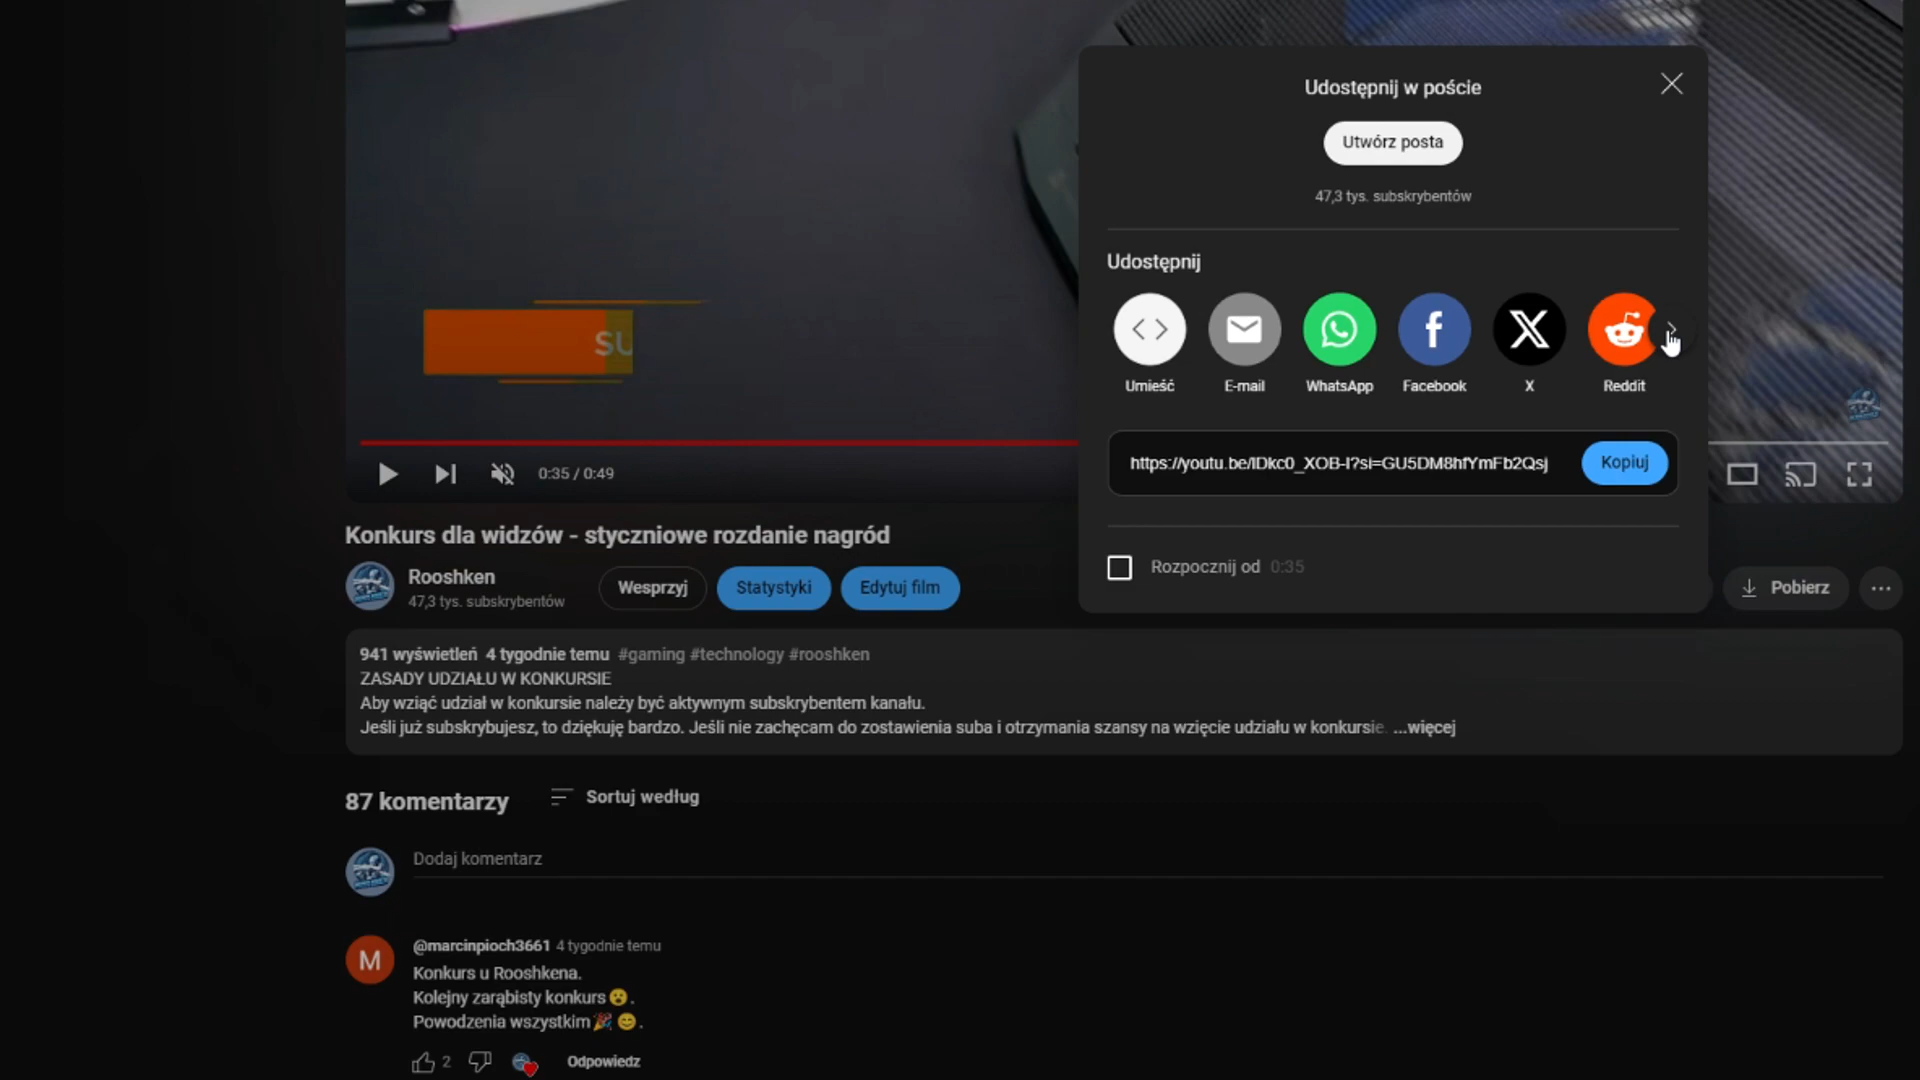 Udostępnij w poście
Utwórz posta
47,3 tys. subskrybentów
Udostępnij
Umieść
E-mail
WhatsApp
Facebook
X
Reddit
https://youtu.be/lDkc0_XOB-I?si=GU5DM8hfYmFb2Qsj
Kopiuj
Rozpocznij od 0:35
SU
0:35 / 0:49
Konkurs dla widzów - styczniowe rozdanie nagród
Rooshken
47,3 tys. subskrybentów
Wesprzyj
Statystyki
Edytuj film
Pobierz
941 wyświetleń 4 tygodnie temu #gaming #technology #rooshken
ZASADY UDZIAŁU W KONKURSIE
Aby wziąć udział w konkursie należy być aktywnym subskrybentem kanału.
Jeśli już subskrybujesz, to dziękuję bardzo. Jeśli nie zachęcam do zostawienia suba i otrzymania szansy na wzięcie udziału w konkursie. ...więcej
87 komentarzy
Sortuj według
Dodaj komentarz
M
@marcinpioch3661 4 tygodnie temu
Konkurs u Rooshkena.
Kolejny zarąbisty konkurs😮.
Powodzenia wszystkim🎉😊.
2
Odpowiedz